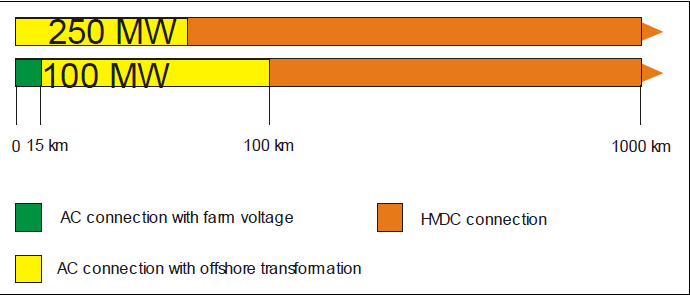 250 MW
100 MW
0 15 km 100 km 1000 km
AC connection with farm voltage
HVDC connection
AC connection with offshore transformation